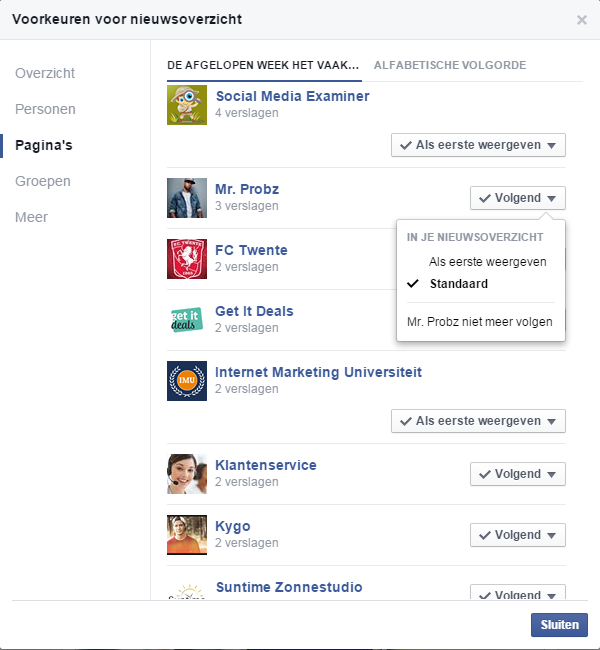 Voorkeuren voor nieuwsoverzicht
Overzicht
Personen
Pagina's
Groepen
Meer
DE AFGELOPEN WEEK HET VAAK... ALFABETISCHE VOLGORDE
Social Media Examiner
4 verslagen
Als eerste weergeven
Mr. Probz
3 verslagen
Volgend
IN JE NIEUWSOVERZICHT
Als eerste weergeven
Standaard
Mr. Probz niet meer volgen
FC TWENTE
FC Twente
2 verslagen
get it
deals
Get It Deals
2 verslagen
IMU
Internet Marketing Universiteit
2 verslagen
Als eerste weergeven
Klantenservice
2 verslagen
Volgend
Kygo
2 verslagen
Volgend
Suntime
Suntime Zonnestudio
Volgend
Sluiten